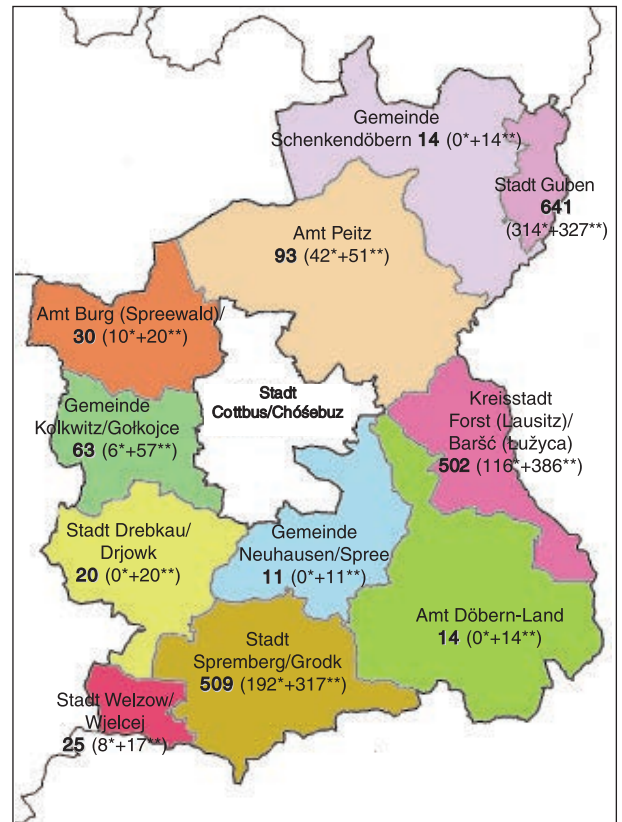 Gemeinde
Schenkendöbern 14 (0*+14**)
Stadt Guben
641
(314*+327**)
Amt Peitz
93 (42*+51**)
Amt Burg (Spreewald)/
30 (10*+20**)
Stadt
Cottbus/Chóśebuz
Kreisstadt
Forst (Lausitz)/
Baršć (Łužyca)
502 (116*+386**)
Gemeinde
Kolkwitz/Gołkojce
63 (6*+57**)
Stadt Drebkau/
Drjowk
20 (0*+20**)
Gemeinde
Neuhausen/Spree
11 (0*+11**)
Amt Döbern-Land
14 (0*+14**)
Stadt
Spremberg/Grodk
509 (192*+317**)
Stadt Welzow/
Wjelcej
25 (8*+17**)